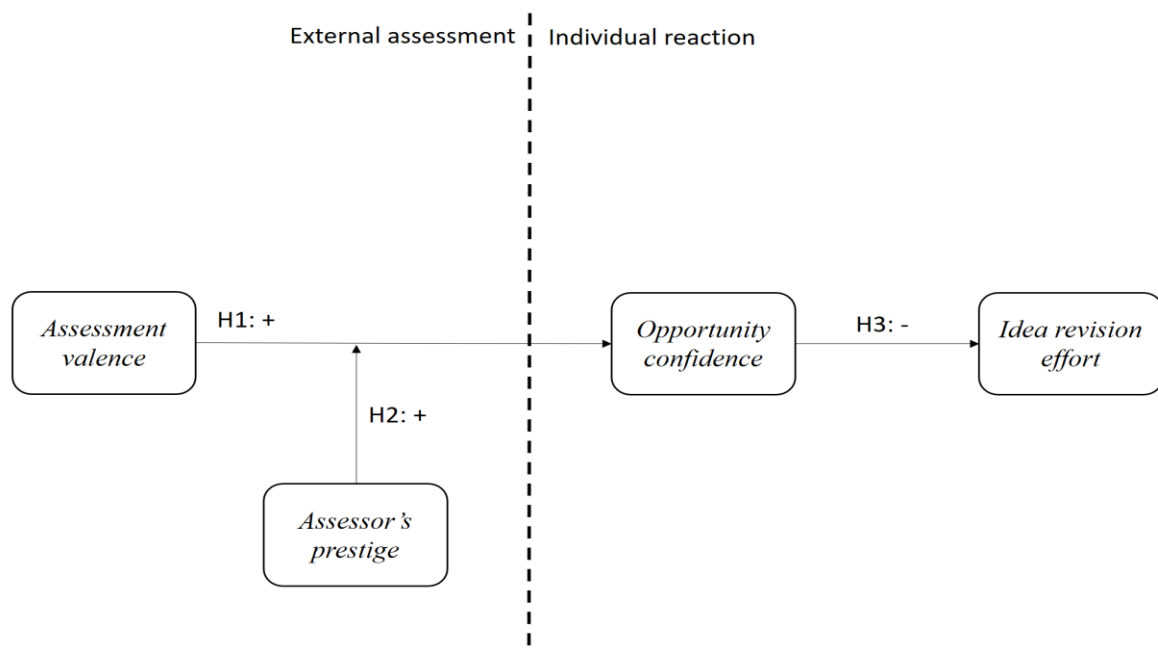 External assessment
Individual reaction
Assessment
valence
H1: +
Opportunity
confidence
H3: -
Idea revision
effort
H2: +
Assessor’s
prestige